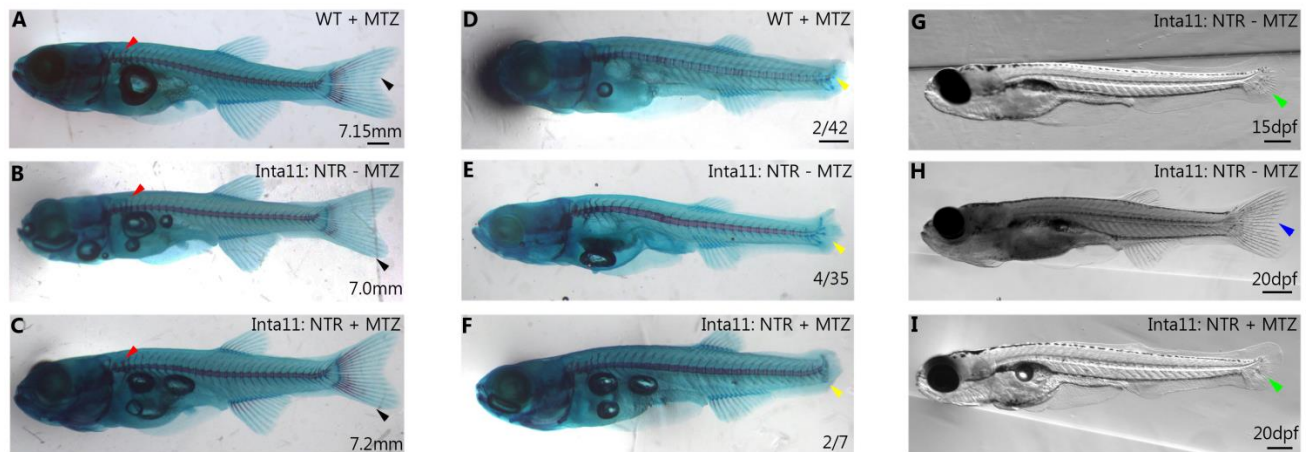 A
WT + MTZ
7.15mm
B
Inta11: NTR - MTZ
7.0mm
C
Inta11: NTR + MTZ
7.2mm
D
WT + MTZ
2/42
E
Inta11: NTR - MTZ
4/35
F
Inta11: NTR + MTZ
2/7
G
Inta11: NTR - MTZ
15dpf
H
Inta11: NTR - MTZ
20dpf
I
Inta11: NTR + MTZ
20dpf